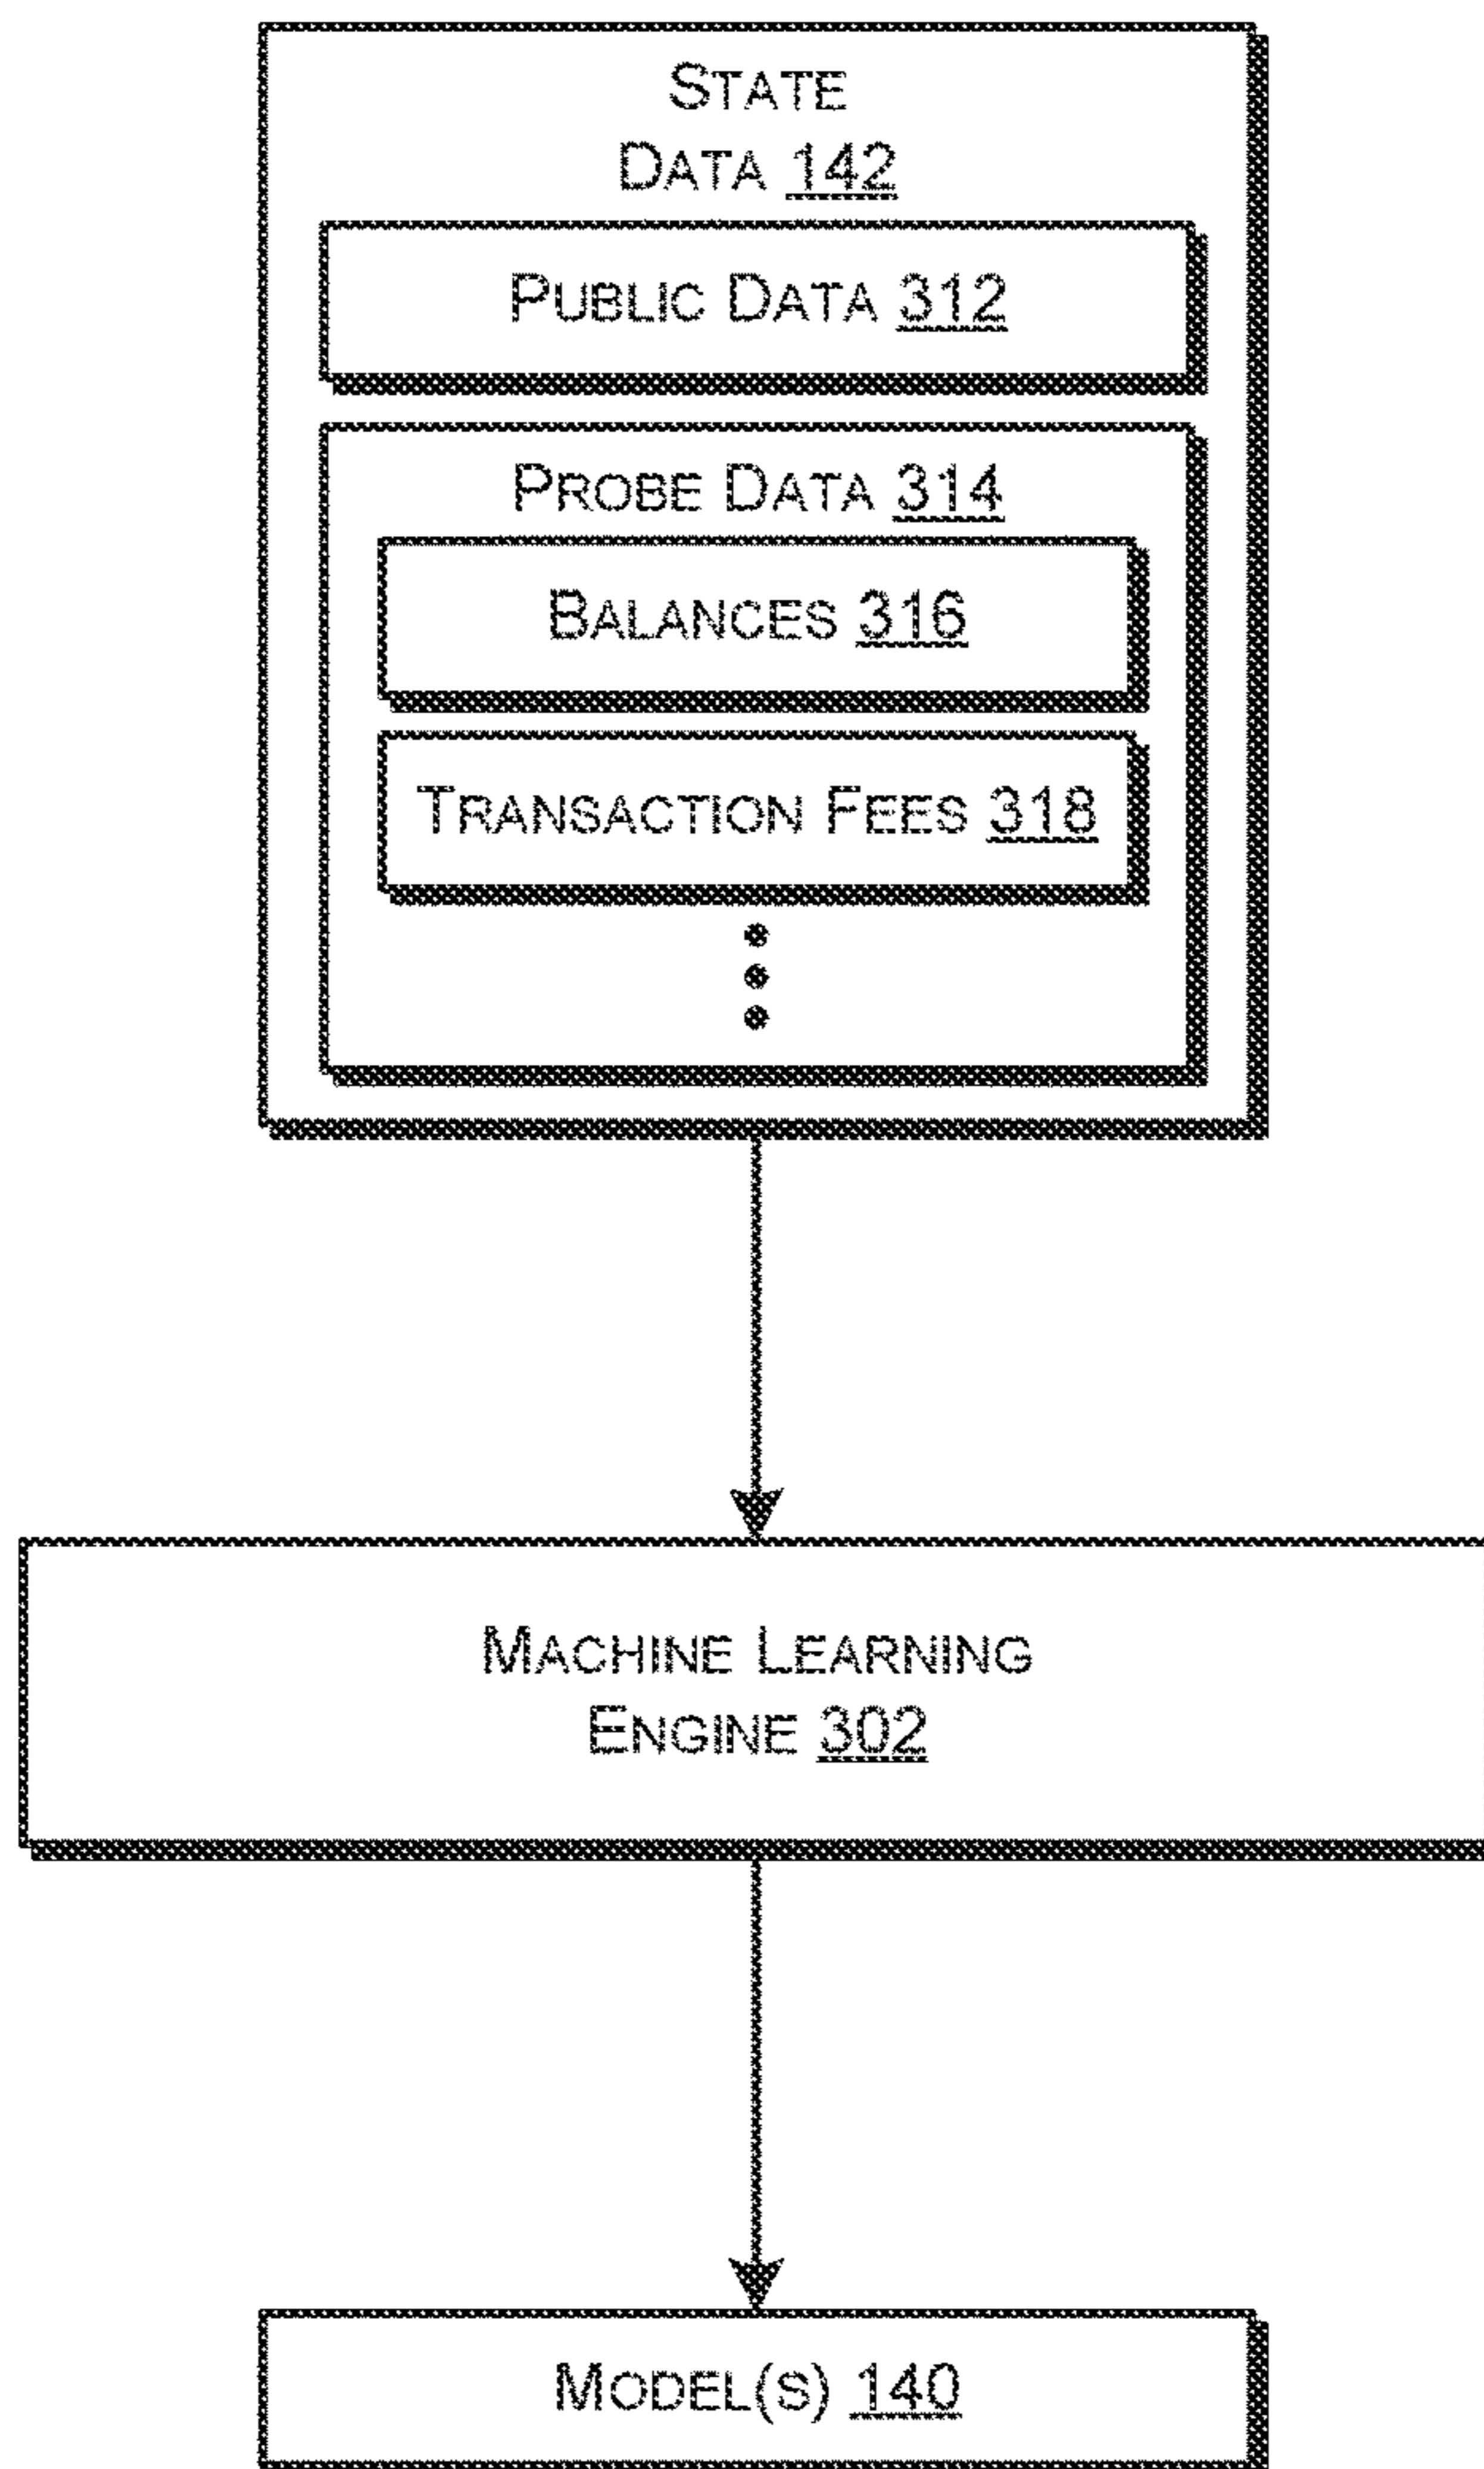 STATE
DATA 142
PUBLIC DATA 312
PROBE DATA 314
BALANCES 316
TRANSACTION FEES 318
MACHINE LEARNING
ENGINE 302
MODEL(S) 140